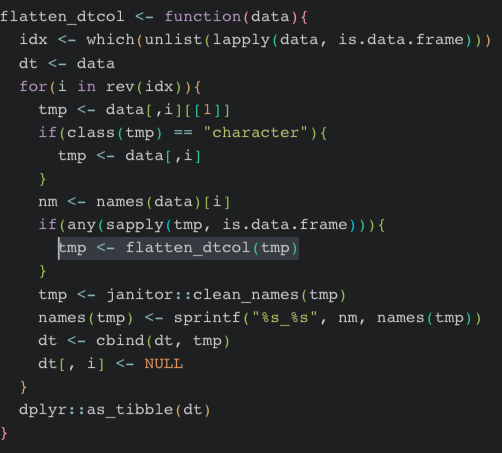 flatten_dtcol <- function(data){
  idx <- which(unlist(lapply(data, is.data.frame)))
  dt <- data
  for(i in rev(idx)){
    tmp <- data[,i][[1]]
    if(class(tmp) == "character"){
      tmp <- data[,i]
    }
    nm <- names(data)[i]
    if(any(sapply(tmp, is.data.frame))){
      tmp <- flatten_dtcol(tmp)
    }
    tmp <- janitor::clean_names(tmp)
    names(tmp) <- sprintf("%s_%s", nm, names(tmp))
    dt <- cbind(dt, tmp)
    dt[, i] <- NULL
  }
  dplyr::as_tibble(dt)
}